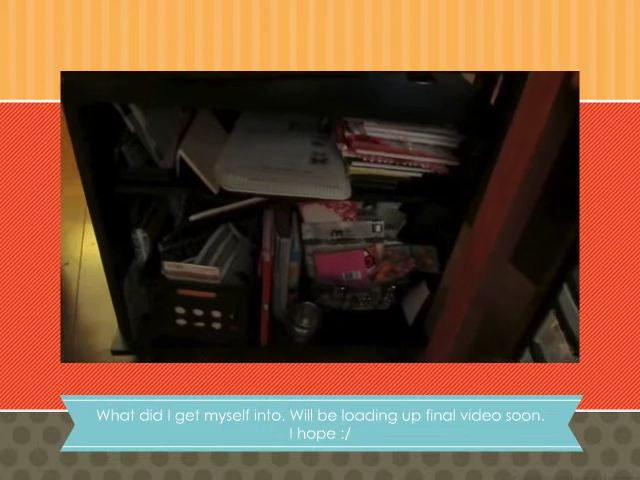 What did I get myself into. Will be loading up final video soon.
I hope :/